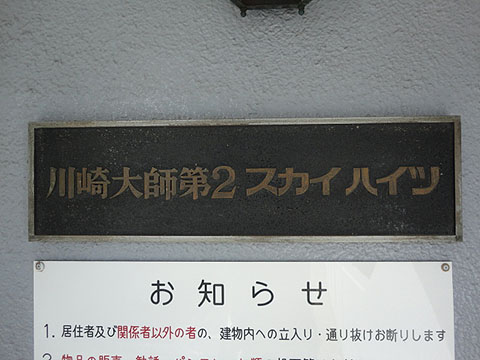 川崎大師第2スカイハイツ
お知らせ
1. 居住者及び関係者以外の者の、建物内への立入り・通り抜けお断りします